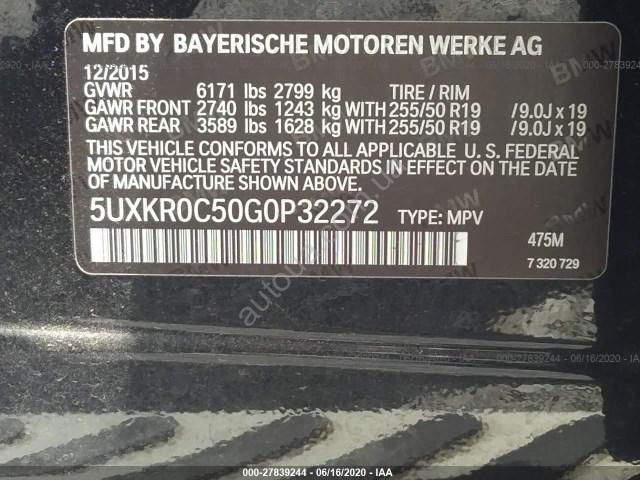 MFD BY BAYERISCHE MOTOREN WERKE AG
12/2015
GVWR 6171 lbs 2799 kg TIRE / RIM
GAWR FRONT 2740 lbs 1243 kg WITH 255/50 R19 /9.0J x 19
GAWR REAR 3589 lbs 1628 kg WITH 255/50 R19 /9.0J x 19
THIS VEHICLE CONFORMS TO ALL APPLICABLE U. S. FEDERAL
MOTOR VEHICLE SAFETY STANDARDS IN EFFECT ON THE DATE
OF MANUFACTURE SHOWN ABOVE.
5UXKR0C50G0P32272 TYPE: MPV
475M
7 320 729
000-27839244 - 06/16/2020 - IAA